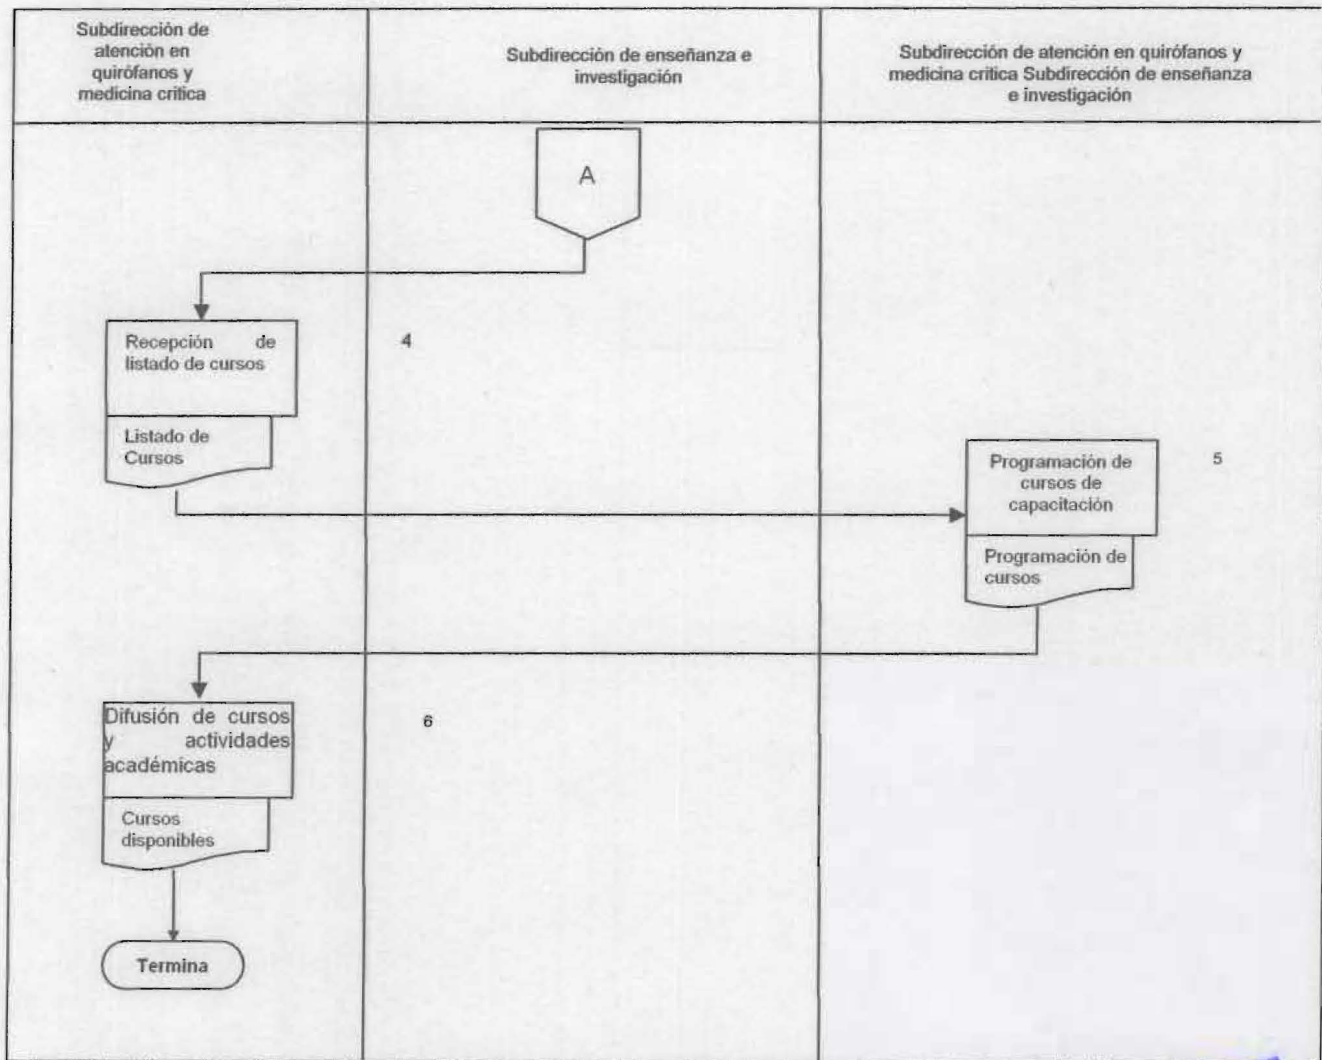 Subdirección de
atención en
quirófanos y
medicina critica
Subdirección de enseñanza e
investigación
Subdirección de atención en quirófanos y
medicina critica Subdirección de enseñanza
e investigación
A
Recepción de
listado de cursos
4
Listado de
Cursos
Programación de
cursos de
capacitación
5
Programación de
cursos
Difusión de cursos
y actividades
académicas
6
Cursos
disponibles
Termina